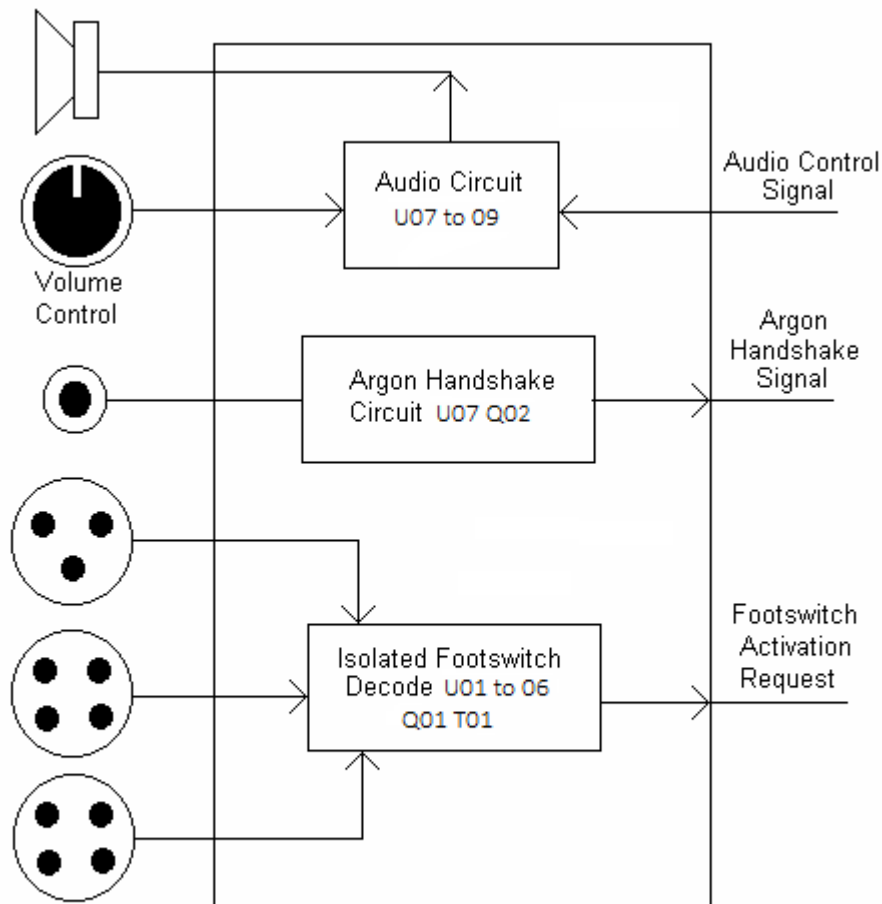 Audio Circuit
U07 to 09
Audio Control
Signal
Volume
Control
Argon Handshake
Circuit U07 Q02
Argon
Handshake
Signal
Isolated Footswitch
Decode U01 to 06
Q01 T01
Footswitch
Activation
Request